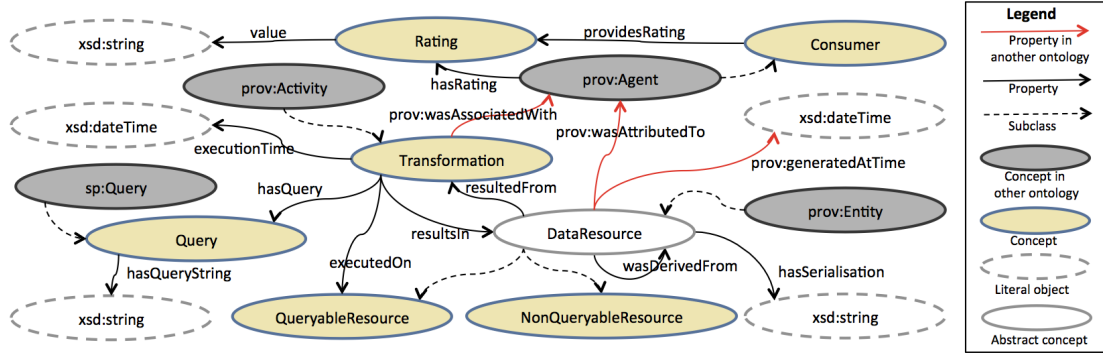 xsd:string
value
Rating
providesRating
Consumer
prov:Activity
hasRating
prov:Agent
xsd:dateTime
executionTime
prov:wasAssociatedWith
prov:wasAttributedTo
xsd:dateTime
prov:generatedAtTime
Transformation
sp:Query
hasQuery
resultedFrom
prov:Entity
Query
resultsIn
DataResource
hasQueryString
executedOn
wasDerivedFrom
hasSerialisation
xsd:string
QueryableResource
NonQueryableResource
xsd:string
Legend
Property in
another ontology
Property
Subclass
Concept in
other ontology
Concept
Literal object
Abstract concept